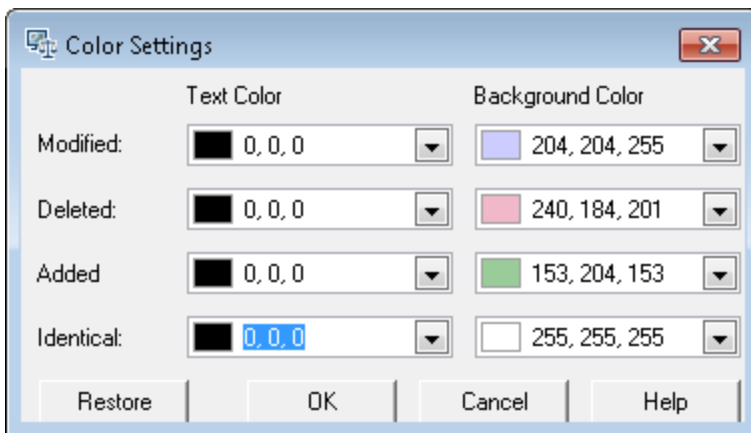 Color Settings
Text Color Background Color
Modified: 0, 0, 0 204, 204, 255
Deleted: 0, 0, 0 240, 184, 201
Added 0, 0, 0 153, 204, 153
Identical: 0, 0, 0 255, 255, 255
Restore OK Cancel Help